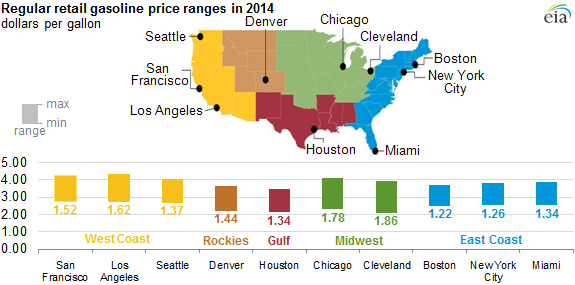 Regular retail gasoline price ranges in 2014
dollars per gallon
eia
Denver
Chicago
Seattle
Cleveland
Boston
San
Francisco
New York
City
Los Angeles
max
min
range
Houston
Miami
5.00
4.00
3.00
2.00
1.00
0.00
1.52
1.62
1.37
1.44
1.34
1.78
1.86
1.22
1.26
1.34
West Coast
Rockies
Gulf
Midwest
East Coast
San
Francisco
Los
Angeles
Seattle
Denver
Houston
Chicago
Cleveland
Boston
New York
City
Miami